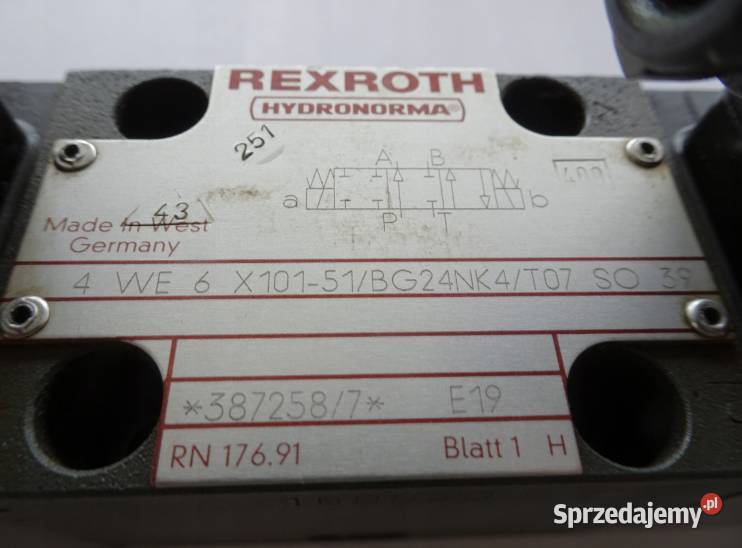 REXROTH
HYDRONORMA®
251
A B
400
a b
P T
43
Made in West
Germany
4 WE 6 X101-51/BG24NK4/T07 SO 39
*387258/7* E19
RN 176.91 Blatt 1 H
Sprzedajemy.pl